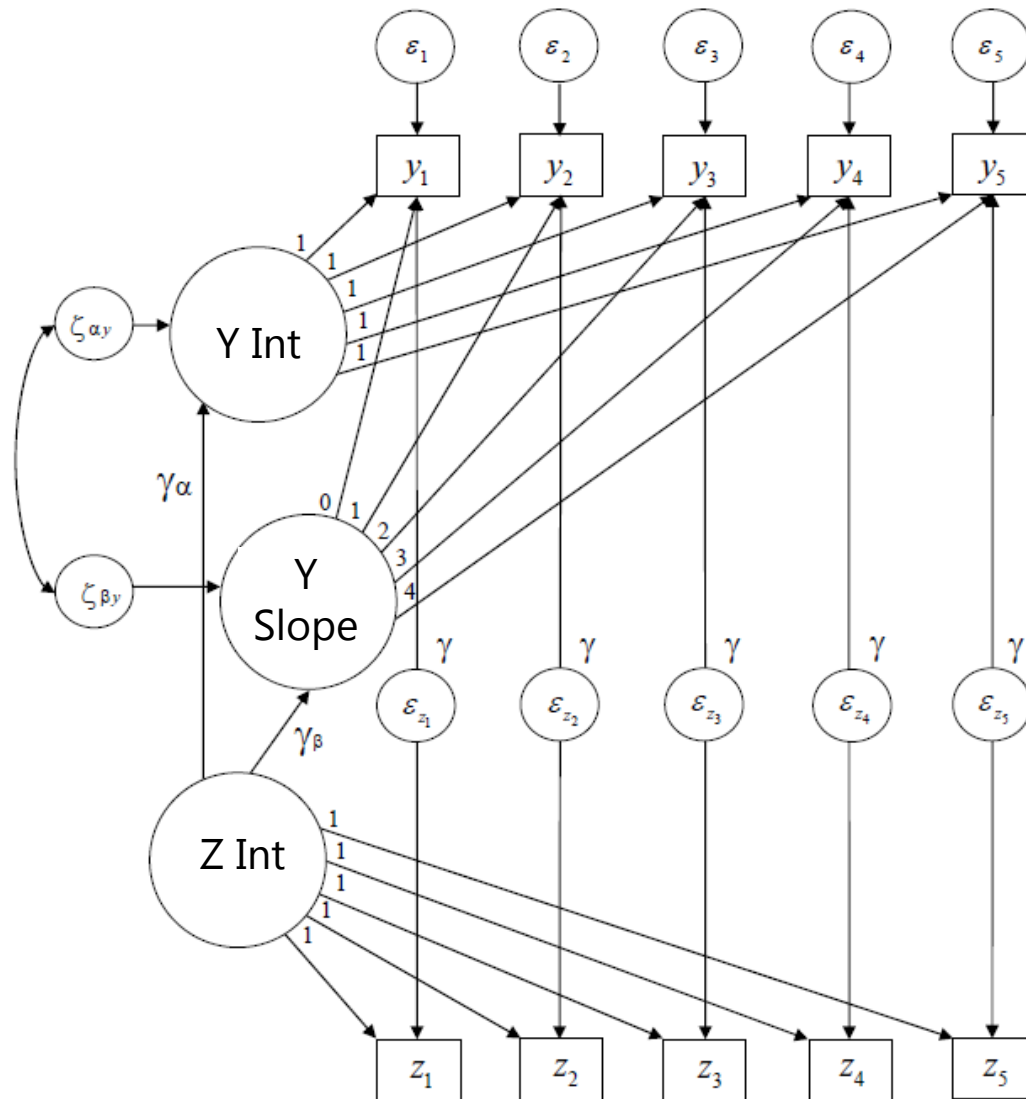 ε₁ ε₂ ε₃ ε₄ ε₅
y₁ y₂ y₃ y₄ y₅
1
1
1
1
1
ζαy
Y Int
γα
0 1 2 3 4
ζβy
Y
Slope
γ γ γ γ γ
εz₁ εz₂ εz₃ εz₄ εz₅
γβ
Z Int
1
1
1
1
1
z₁ z₂ z₃ z₄ z₅